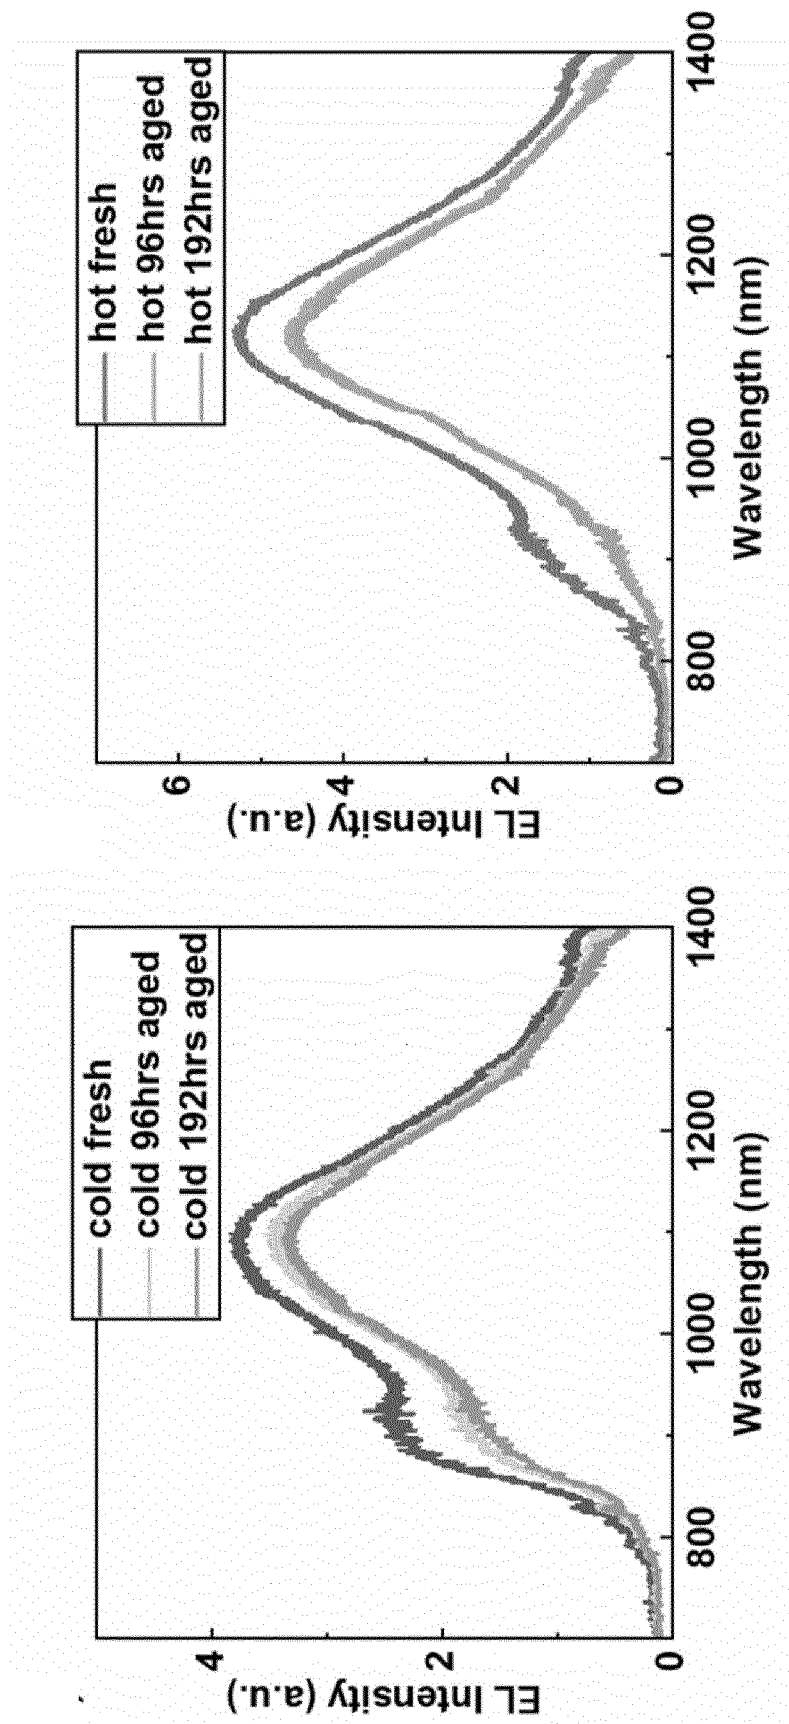 cold fresh
cold 96hrs aged
cold 192hrs aged
EL Intensity (a.u.)
4
2
0
800
1000
1200
1400
Wavelength (nm)
hot fresh
hot 96hrs aged
hot 192hrs aged
EL Intensity (a.u.)
6
4
2
0
800
1000
1200
1400
Wavelength (nm)